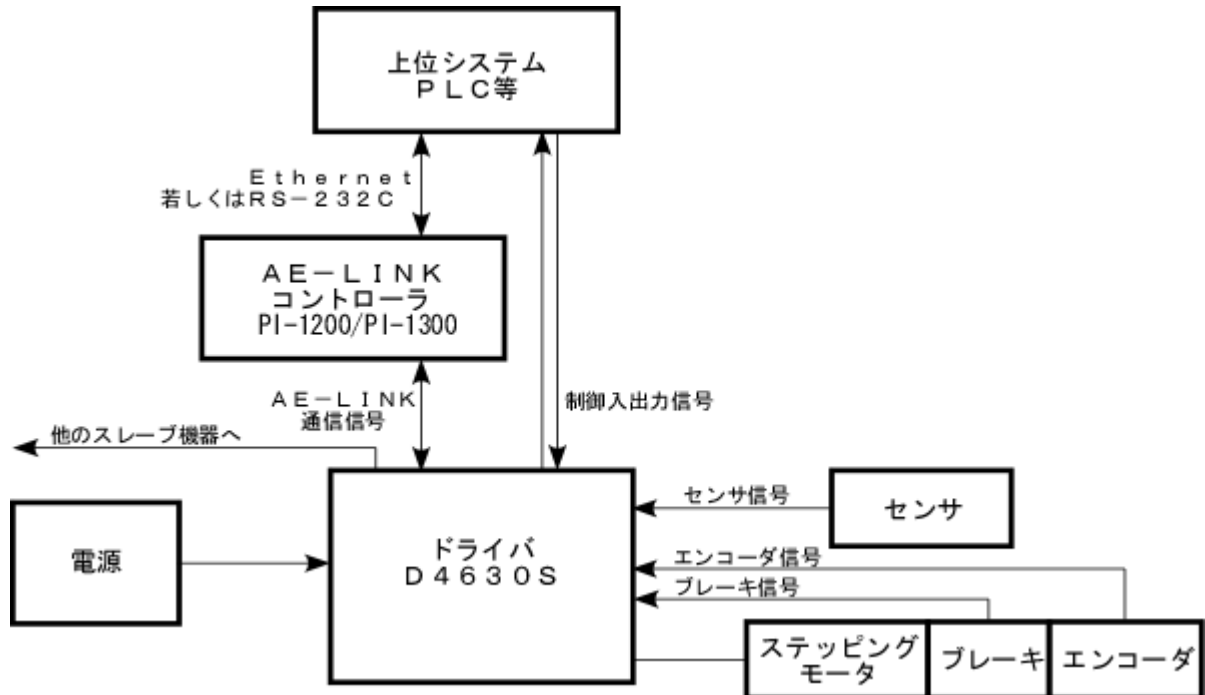 上位システム
ＰＬＣ等
Ｅｔｈｅｒｎｅｔ
若しくはＲＳ－２３２Ｃ
ＡＥ－ＬＩＮＫ
コントローラ
PI-1200/PI-1300
ＡＥ－ＬＩＮＫ
通信信号
制御入出力信号
他のスレーブ機器へ
電源
ドライバ
Ｄ４６３０Ｓ
センサ信号
センサ
エンコーダ信号
ブレーキ信号
ステッピング
モータ
ブレーキ
エンコーダ